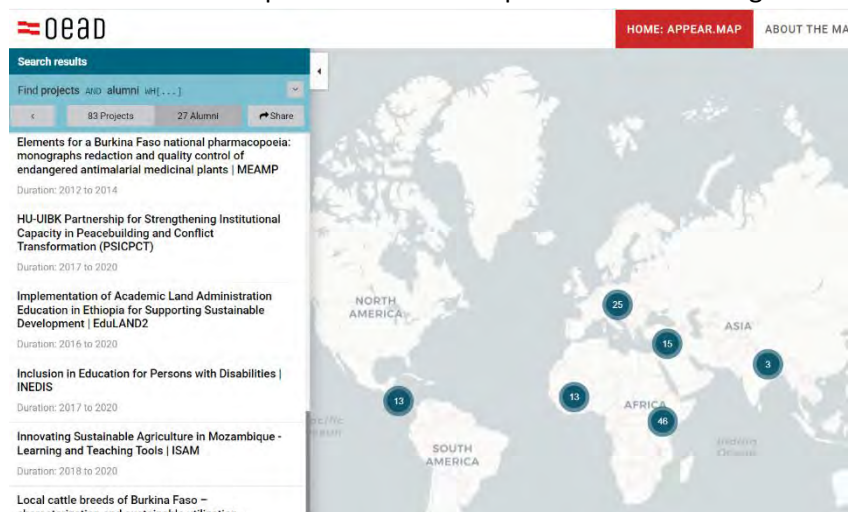 oead
HOME: APPEAR.MAP
ABOUT THE MA
Search results
Find projects AND alumni WH[...]
83 Projects
27 Alumni
Share
Elements for a Burkina Faso national pharmacopoeia:
monographs redaction and quality control of
endangered antimalarial medicinal plants | MEAMP
Duration: 2012 to 2014
HU-UIBK Partnership for Strengthening Institutional
Capacity in Peacebuilding and Conflict
Transformation (PSICPCT)
Duration: 2017 to 2020
Implementation of Academic Land Administration
Education in Ethiopia for Supporting Sustainable
Development | EduLAND2
Duration: 2016 to 2020
Inclusion in Education for Persons with Disabilities |
INEDIS
Duration: 2017 to 2020
Innovating Sustainable Agriculture in Mozambique -
Learning and Teaching Tools | ISAM
Duration: 2018 to 2020
Local cattle breeds of Burkina Faso –
NORTH
AMERICA
25
ASIA
15
3
13
13
AFRICA
46
SOUTH
AMERICA
Indian
Ocean